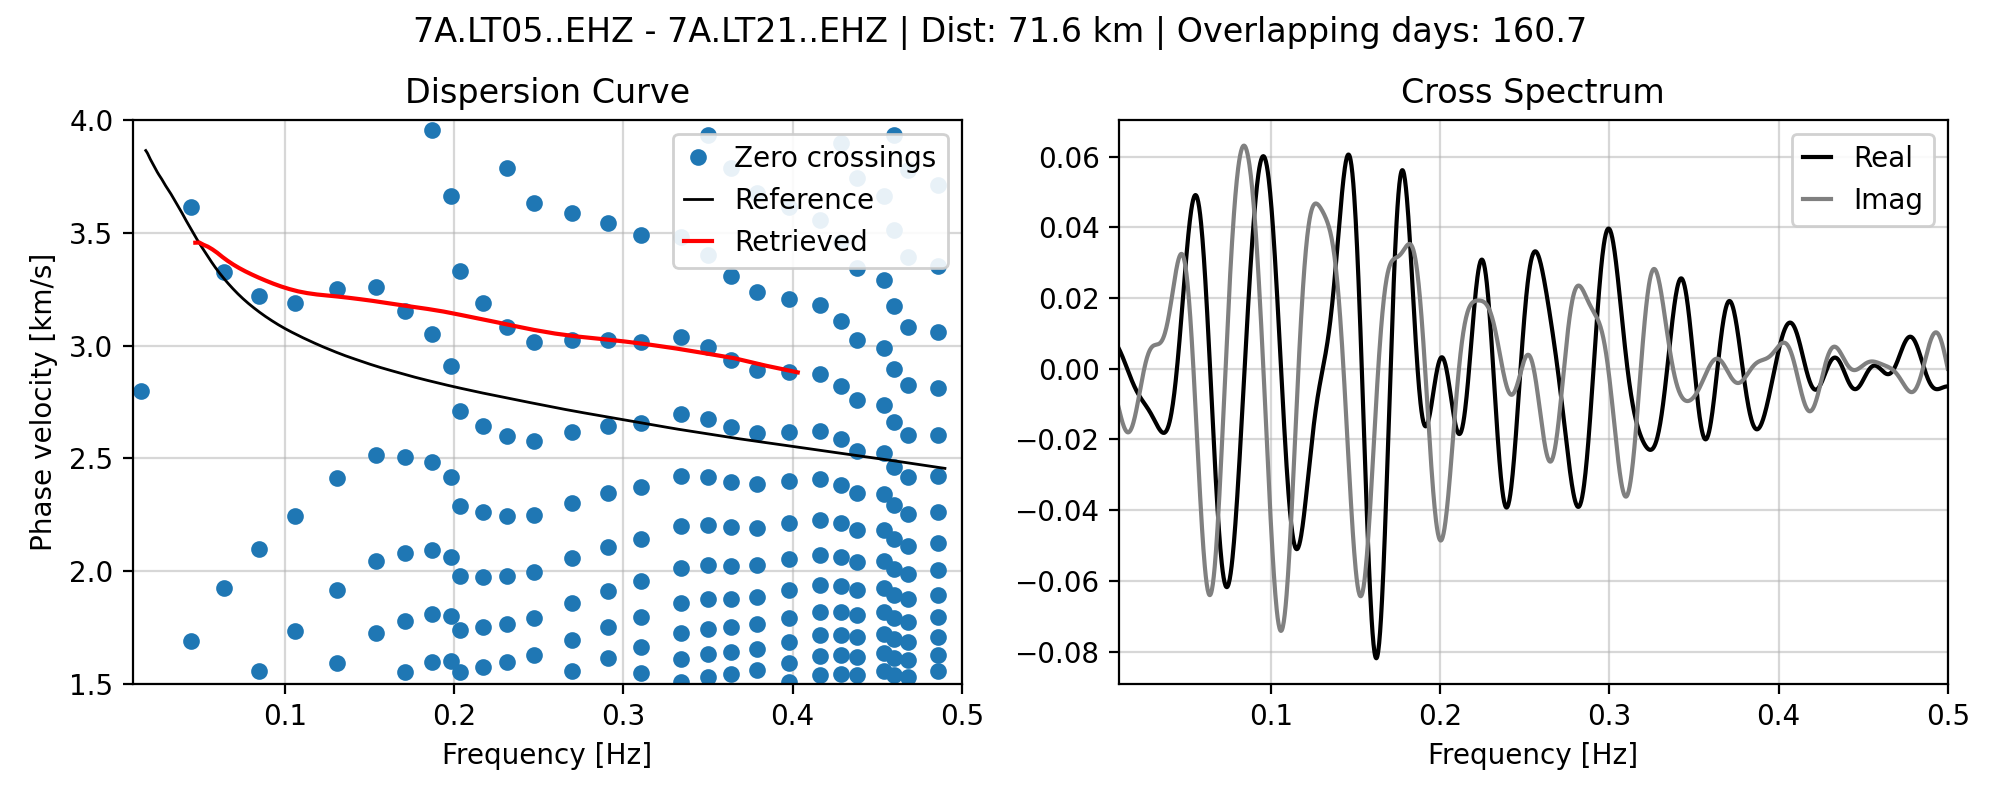 7A.LT05..EHZ - 7A.LT21..EHZ | Dist: 71.6 km | Overlapping days: 160.7
Dispersion Curve
Phase velocity [km/s]
4.0
3.5
3.0
2.5
2.0
1.5
0.1 0.2 0.3 0.4 0.5
Frequency [Hz]
Zero crossings
Reference
Retrieved
Cross Spectrum
0.06
0.04
0.02
0.00
−0.02
−0.04
−0.06
−0.08
0.1 0.2 0.3 0.4 0.5
Frequency [Hz]
Real
Imag